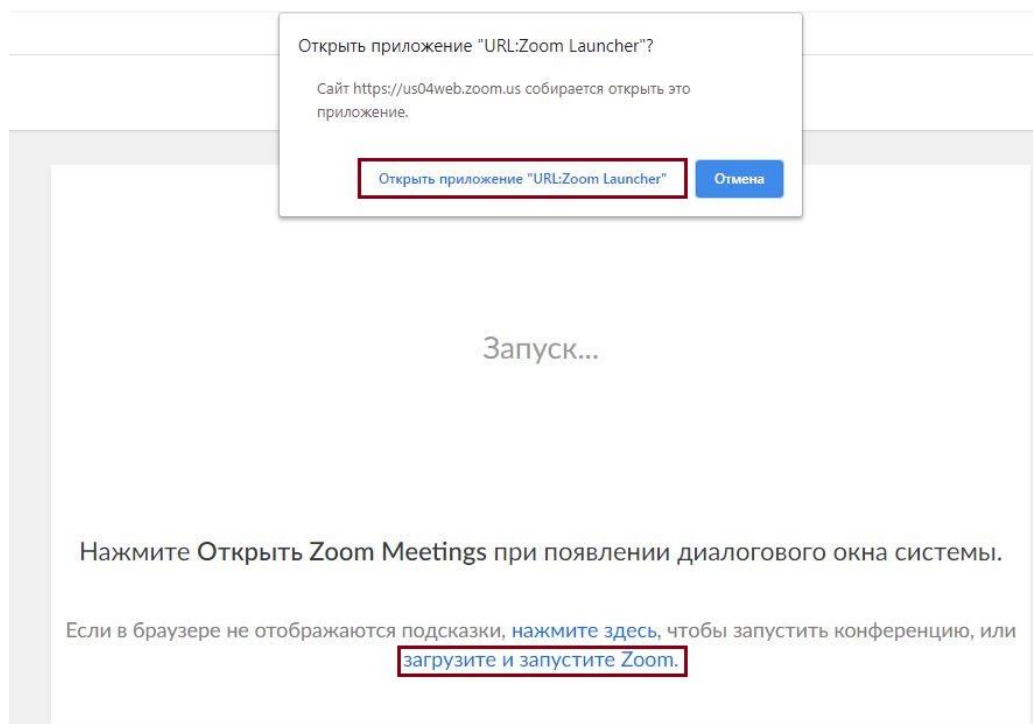 Открыть приложение "URL:Zoom Launcher"?
Сайт https://us04web.zoom.us собирается открыть это
приложение.
Открыть приложение "URL:Zoom Launcher"
Отмена
Запуск...
Нажмите Открыть Zoom Meetings при появлении диалогового окна системы.
Если в браузере не отображаются подсказки, нажмите здесь, чтобы запустить конференцию, или
загрузите и запустите Zoom.